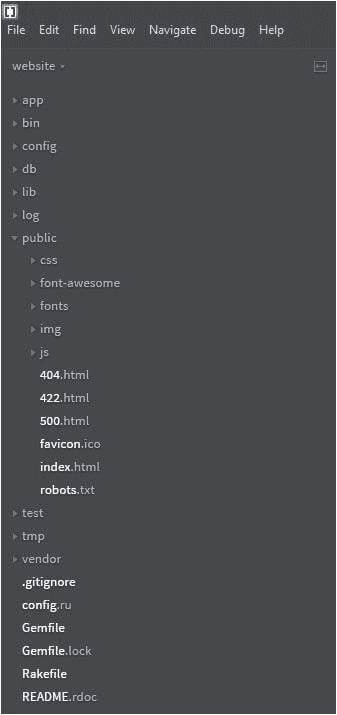 File Edit Find View Navigate Debug Help
website
app
bin
config
db
lib
log
public
css
font-awesome
fonts
img
js
404.html
422.html
500.html
favicon.ico
index.html
robots.txt
test
tmp
vendor
.gitignore
config.ru
Gemfile
Gemfile.lock
Rakefile
README.rdoc